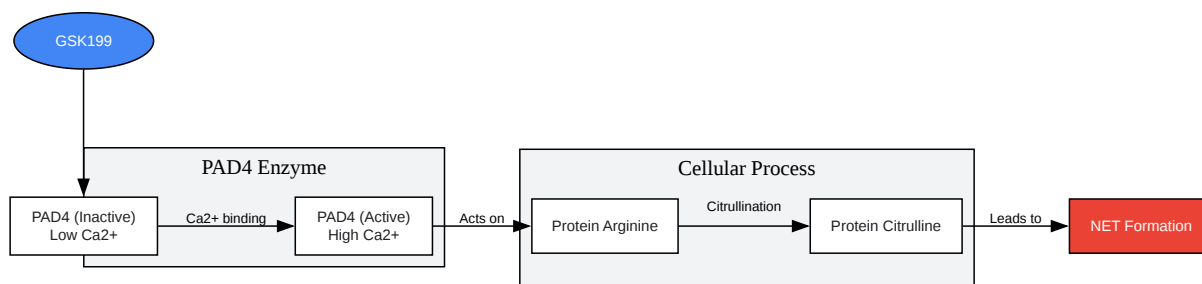 GSK199
PAD4 Enzyme
Cellular Process
PAD4 (Inactive)
Low Ca2+
Ca2+ binding
PAD4 (Active)
High Ca2+
Acts on
Protein Arginine
Citrullination
Protein Citrulline
Leads to
NET Formation